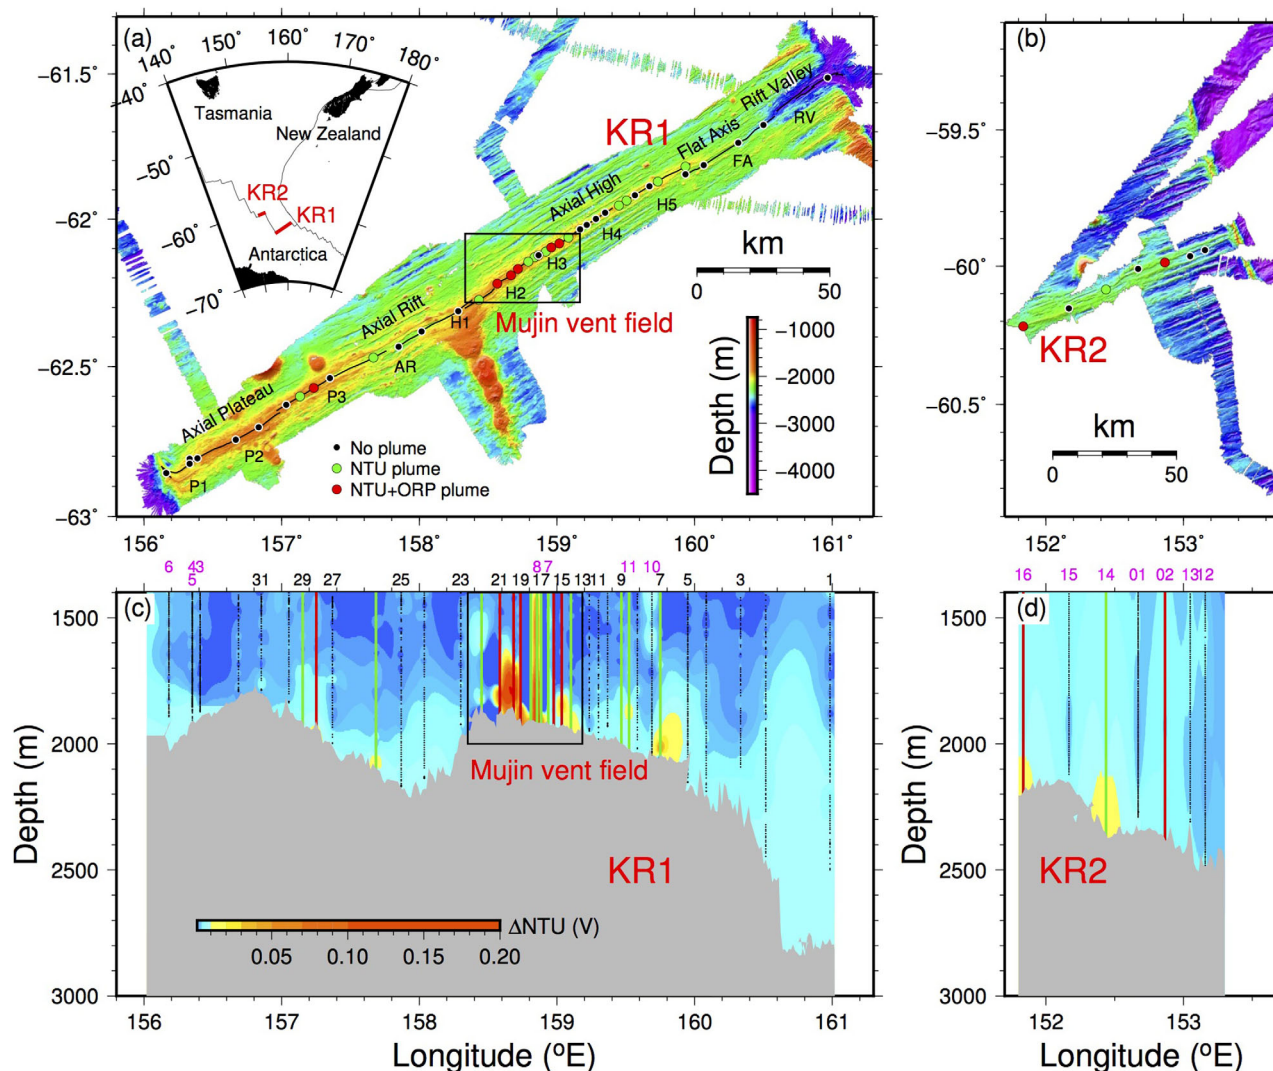 (a)
140° 150° 160° 170° 180°
−40°
−50°
−60°
−70°
Tasmania
New Zealand
KR2
KR1
Antarctica
−61.5°
−62°
−62.5°
−63°
KR1
Rift Valley
RV
Flat Axis
FA
Axial High
H5
H4
H3
H2
H1
Mujin vent field
Axial Rift
AR
P3
Axial Plateau
P2
P1
km
0 50
Depth (m)
−1000
−2000
−3000
−4000
No plume
NTU plume
NTU+ORP plume
156° 157° 158° 159° 160° 161°
(b)
−59.5°
−60°
−60.5°
KR2
km
0 50
152° 153°
6 43 8 7 11 10
5 31 29 27 25 23 21 19 17 15 13 11 9 7 5 3 1
(c)
Depth (m)
1500
2000
2500
3000
Mujin vent field
KR1
ΔNTU (V)
0.05 0.10 0.15 0.20
156 157 158 159 160 161
Longitude (ºE)
16 15 14 01 02 13 12
(d)
Depth (m)
1500
2000
2500
3000
KR2
152 153
Longitude (ºE)